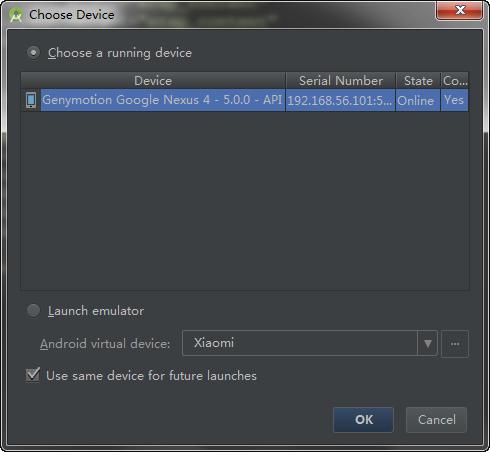 Choose Device
Choose a running device
Device Serial Number State Co...
Genymotion Google Nexus 4 - 5.0.0 - API 192.168.56.101:5... Online Yes
Launch emulator
Android virtual device: Xiaomi ...
Use same device for future launches
OK Cancel